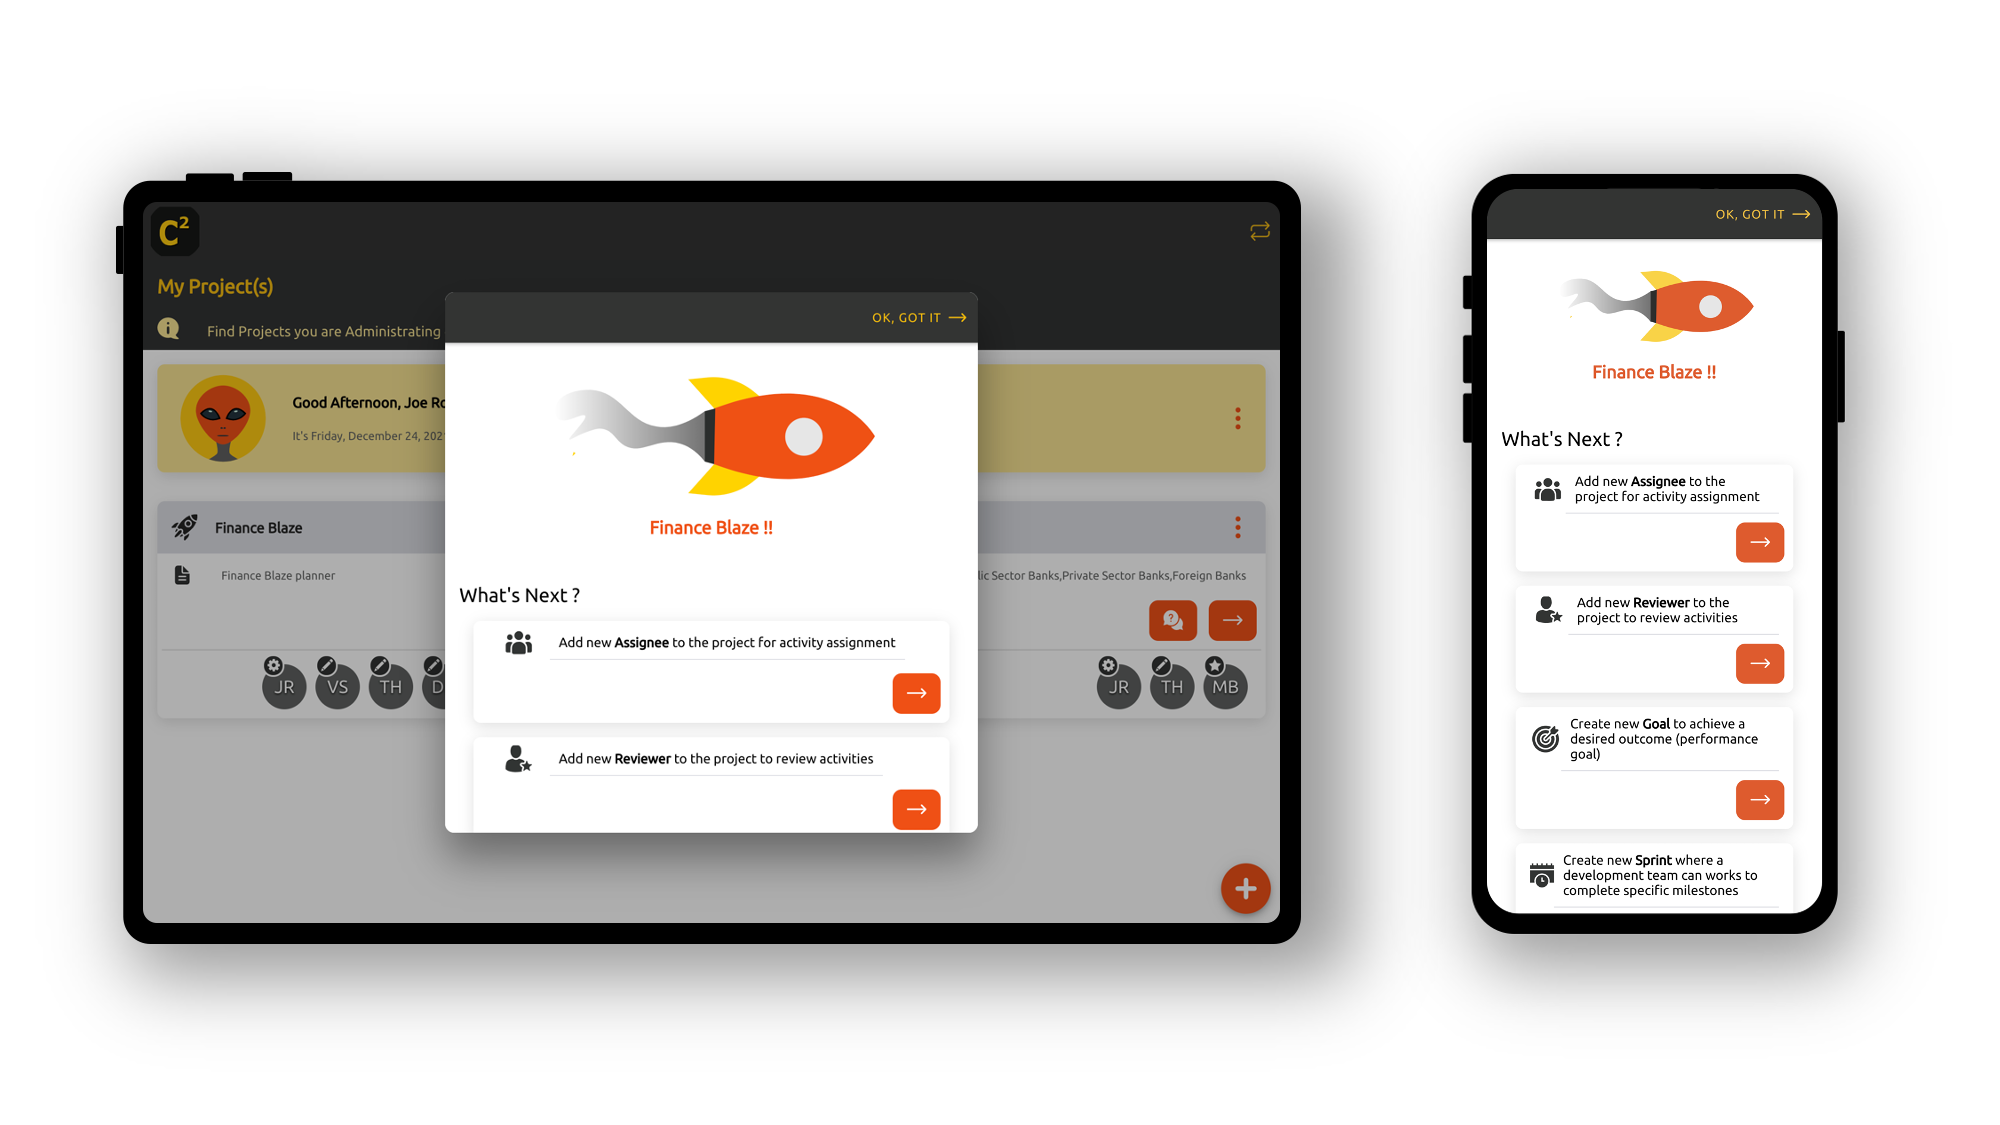 C²
My Project(s)
Find Projects you are Administrating
Good Afternoon, Joe
It's Friday, December 24,
Finance Blaze
Finance Blaze planner
Sector Banks,Private Sector Banks,Foreign Banks
JR
VS
TH
JR
TH
MB
OK, GOT IT
Finance Blaze !!
What's Next ?
Add new Assignee to the project for activity assignment
Add new Reviewer to the project to review activities
OK, GOT IT
Finance Blaze !!
What's Next ?
Add new Assignee to the
project for activity assignment
Add new Reviewer to the
project to review activities
Create new Goal to achieve a
desired outcome (performance
goal)
Create new Sprint where a
development team can works to
complete specific milestones